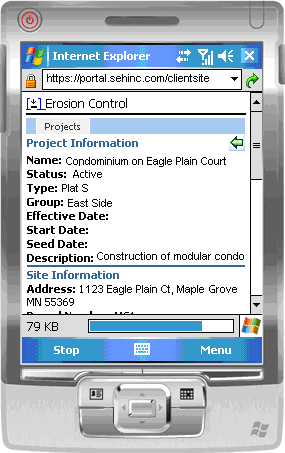 Internet Explorer
https://portal.sehinc.com/clientsite
[±] Erosion Control
Projects
Project Information
Name: Condominium on Eagle Plain Court
Status: Active
Type: Plat S
Group: East Side
Effective Date:
Start Date:
Seed Date:
Description: Construction of modular condo
Site Information
Address: 1123 Eagle Plain Ct, Maple Grove
MN 55369
79 KB
Stop Menu